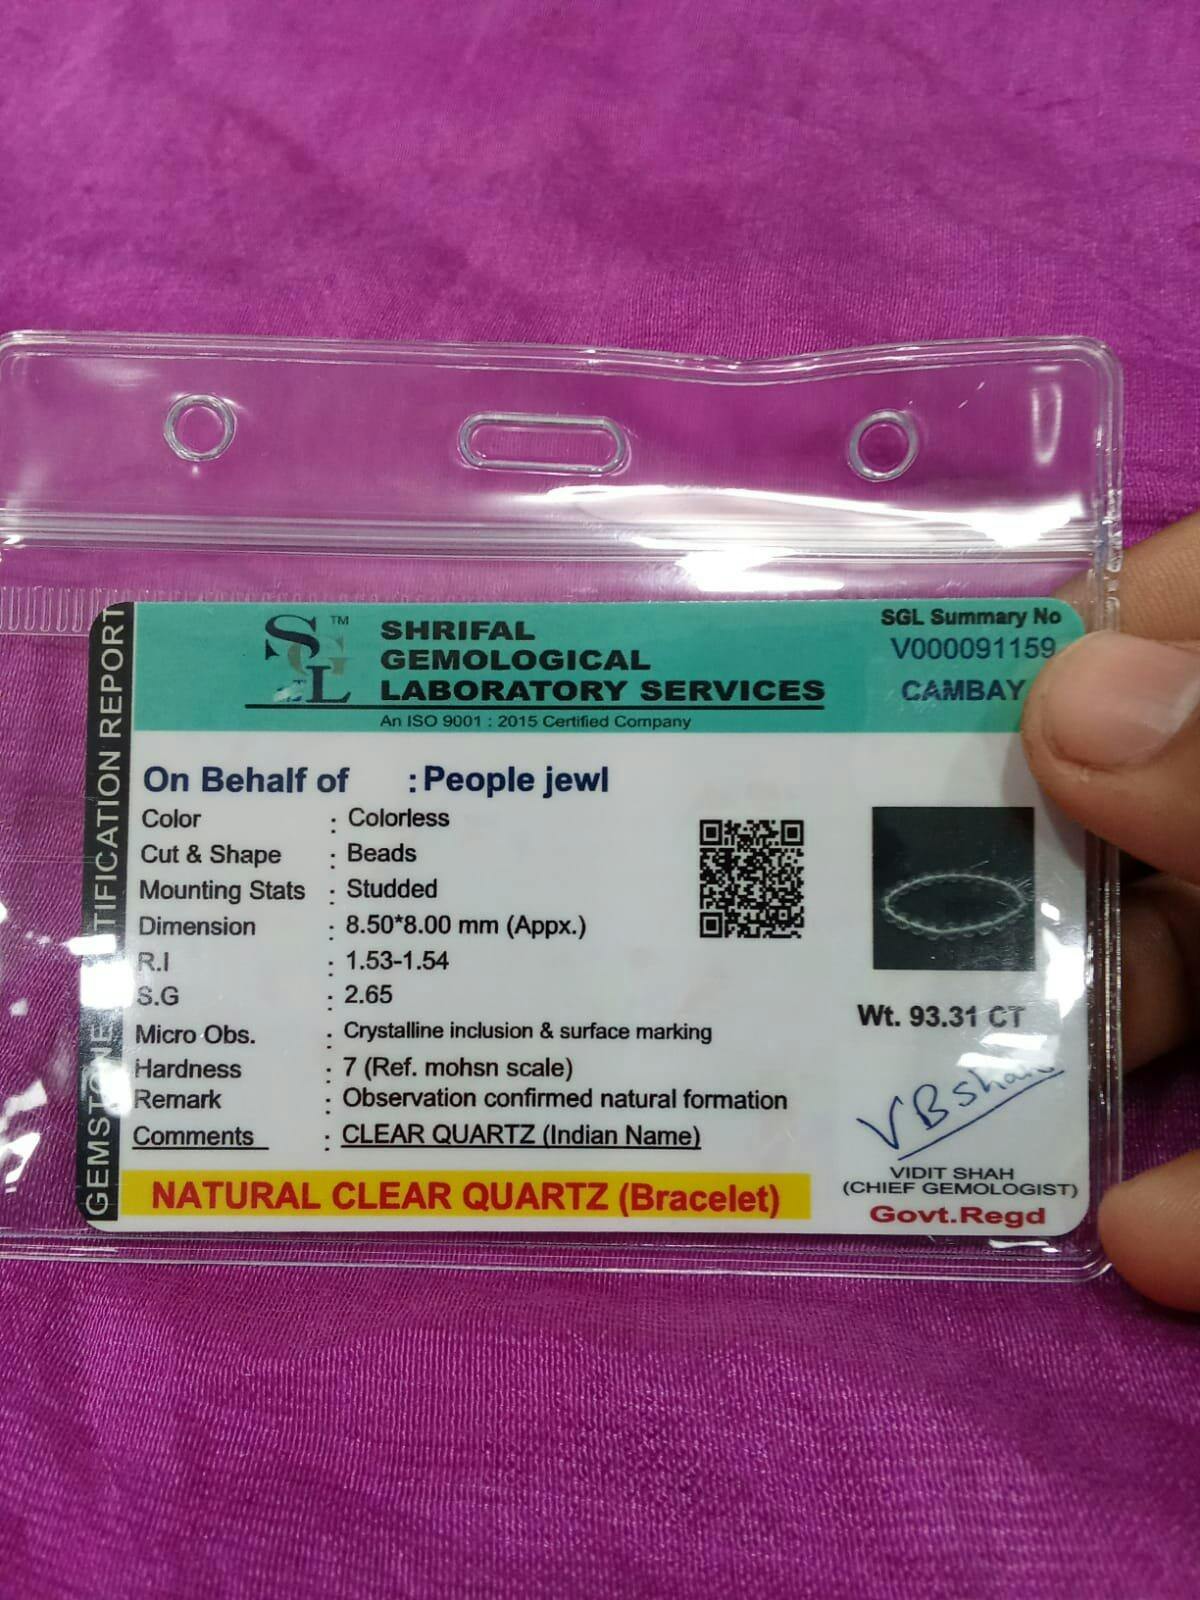 GEMSTONE TIFICATION REPORT
SGL
TM
SHRIFAL
GEMOLOGICAL
LABORATORY SERVICES
An ISO 9001 : 2015 Certified Company
SGL Summary No
V000091159
CAMBAY
On Behalf of : People jewl
Color : Colorless
Cut & Shape : Beads
Mounting Stats : Studded
Dimension : 8.50*8.00 mm (Appx.)
R.I : 1.53-1.54
S.G : 2.65
Micro Obs. : Crystalline inclusion & surface marking
Hardness : 7 (Ref. mohsn scale)
Remark : Observation confirmed natural formation
Comments : CLEAR QUARTZ (Indian Name)
NATURAL CLEAR QUARTZ (Bracelet)
Wt. 93.31 CT
VBshah
VIDIT SHAH
(CHIEF GEMOLOGIST)
Govt.Regd